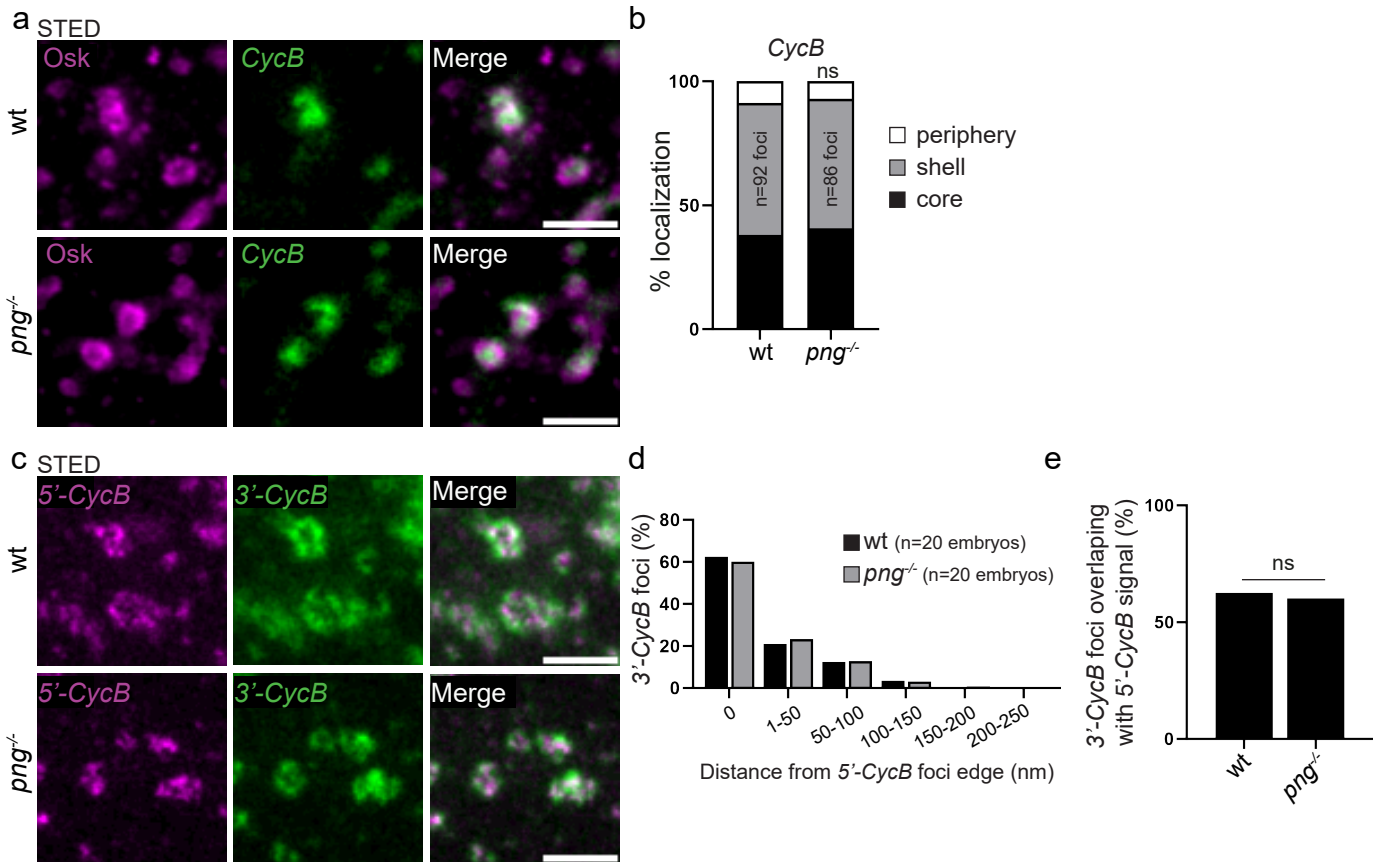 a
STED
Osk
CycB
Merge
wt
Osk
CycB
Merge
png-/-
b
CycB
ns
100
50
0
% localization
n=92 foci
n=86 foci
wt
png-/-
periphery
shell
core
c
STED
5'-CycB
3'-CycB
Merge
wt
5'-CycB
3'-CycB
Merge
png-/-
d
80
60
40
20
0
3'-CycB foci (%)
wt (n=20 embryos)
png-/- (n=20 embryos)
0
1-50
50-100
100-150
150-200
200-250
Distance from 5'-CycB foci edge (nm)
e
100
50
0
3'-CycB foci overlaping
with 5'-CycB signal (%)
ns
wt
png-/-